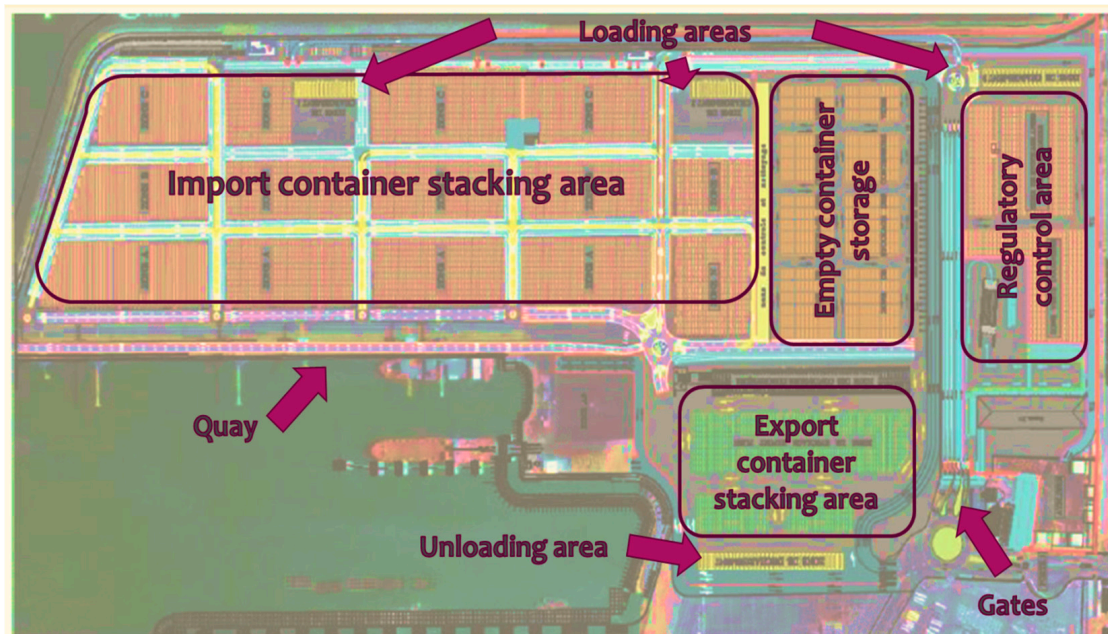 Loading areas
Import container stacking area
Empty container
storage
Regulatory
control area
Quay
Export
container
stacking area
Unloading area
Gates